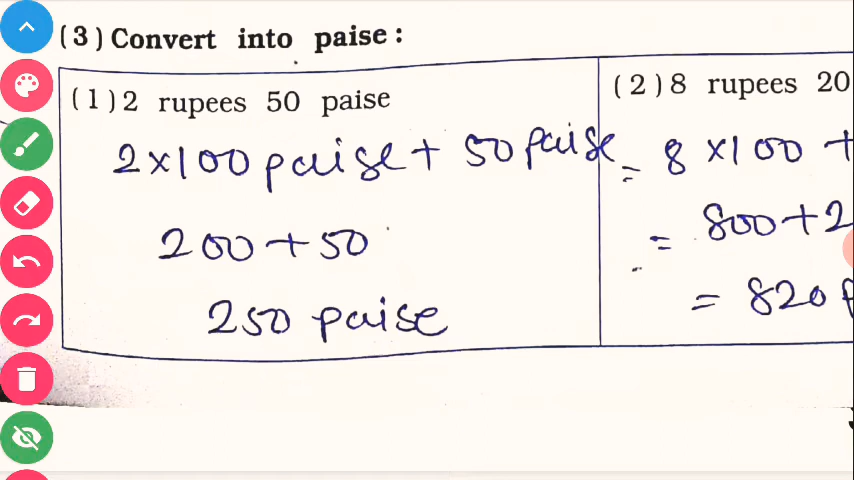 (3) Convert into paise :
(1) 2 rupees 50 paise
2×100 paise + 50 paise
200 + 50
250 paise
(2) 8 rupees 20
= 8 ×100 +
= 800 + 2
= 820 p